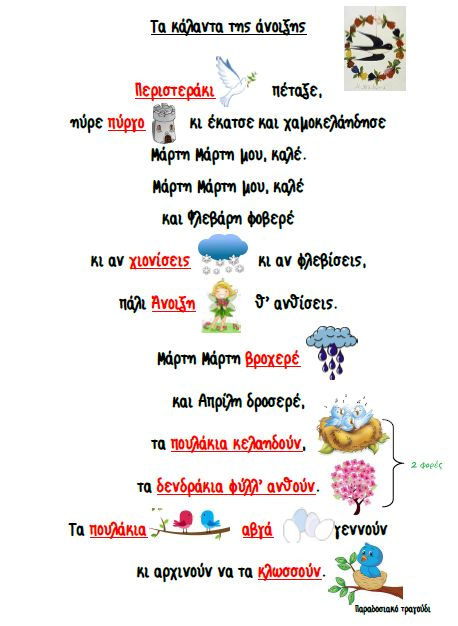 Τα κάλαντα της άνοιξης
Περιστεράκι πέταξε,
ηύρε πύργο κι έκατσε και χαμοκελάηδησε
Μάρτη Μάρτη μου, καλέ.
Μάρτη Μάρτη μου, καλέ
και Φλεβάρη φοβερέ
κι αν χιονίσεις κι αν φλεβίσεις,
πάλι Άνοιξη θ' ανθίσεις.
Μάρτη Μάρτη βροχερέ
και Απρίλη δροσερέ,
τα πουλάκια κελαηδούν,
2 φορές
τα δενδράκια φύλλ' ανθούν.
Τα πουλάκια αβγά γεννούν
κι αρχινούν να τα κλωσσούν.
Παραδοσιακό τραγούδι